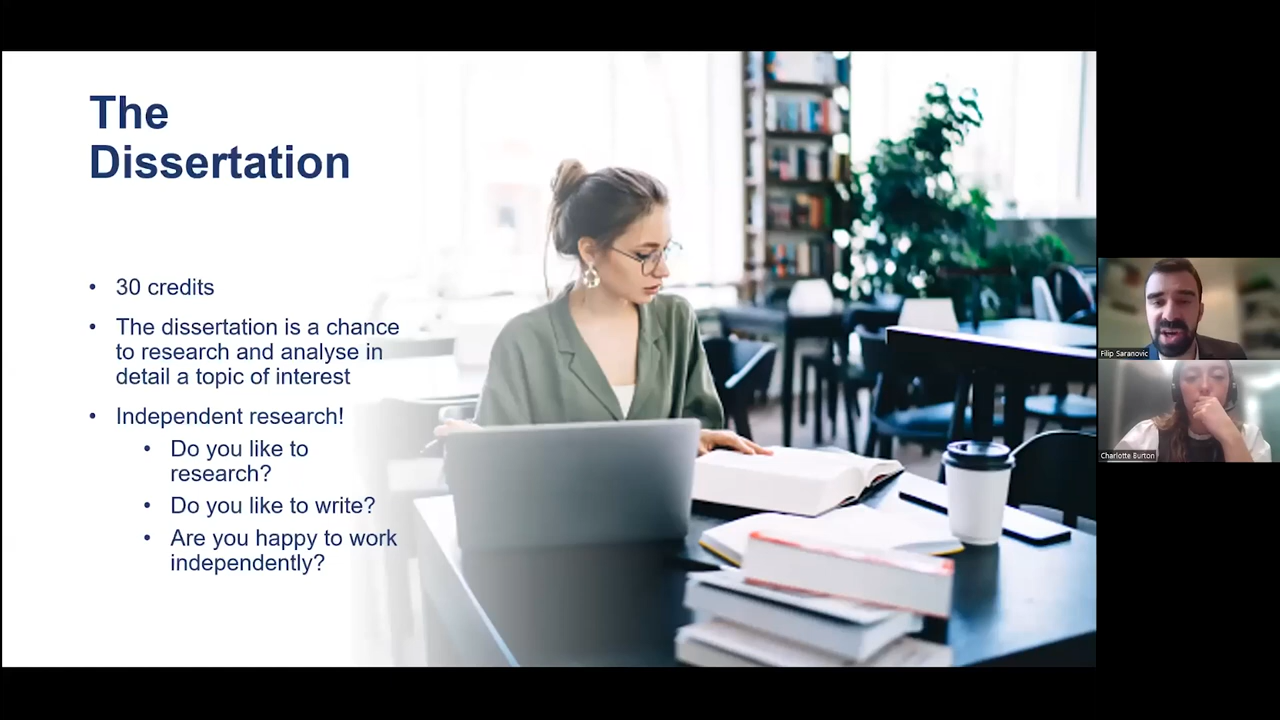 The
Dissertation
• 30 credits
• The dissertation is a chance
to research and analyse in
detail a topic of interest
• Independent research!
• Do you like to
research?
• Do you like to write?
• Are you happy to work
independently?
Filip Saranovic
Charlotte Burton